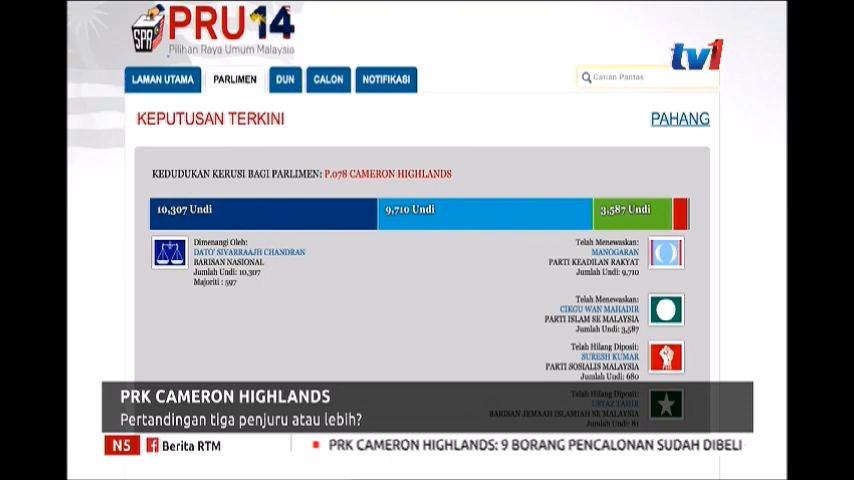 SPR
PRU14
Pilihan Raya Umum Malaysia
tv1
LAMAN UTAMA
PARLIMEN
DUN
CALON
NOTIFIKASI
Carian Pantas
KEPUTUSAN TERKINI
PAHANG
KEDUDUKAN KERUSI BAGI PARLIMEN: P.078 CAMERON HIGHLANDS
10,307 Undi
9,710 Undi
3,587 Undi
Dimenangi Oleh:
DATO' SIVARRAAJH CHANDRAN
BARISAN NASIONAL
Jumlah Undi: 10,307
Majoriti : 597
Telah Menewaskan:
MANOGARAN
PARTI KEADILAN RAKYAT
Jumlah Undi: 9,710
Telah Menewaskan:
CIKGU WAN MAHADIR
PARTI ISLAM SE MALAYSIA
Jumlah Undi: 3,587
Telah Hilang Diposit:
SURESH KUMAR
PARTI SOSIALIS MALAYSIA
Jumlah Undi: 680
Telah Hilang Diposit:
USTAZ TAHIR
BARISAN JEMAAH ISLAMIAH SE MALAYSIA
Jumlah Undi: 81
PRK CAMERON HIGHLANDS
Pertandingan tiga penjuru atau lebih?
N5
Berita RTM
PRK CAMERON HIGHLANDS: 9 BORANG PENCALONAN SUDAH DIBELI